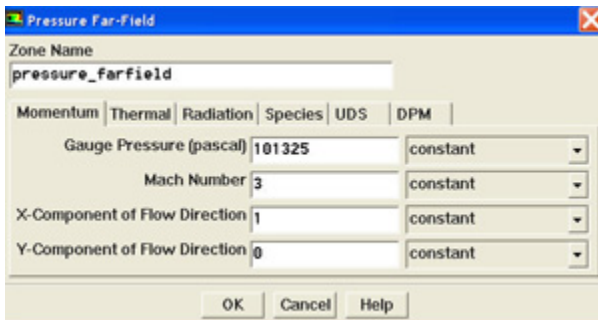 Pressure Far-Field
Zone Name
pressure_farfield
Momentum Thermal Radiation Species UDS DPM
Gauge Pressure (pascal) 101325 constant
Mach Number 3 constant
X-Component of Flow Direction 1 constant
Y-Component of Flow Direction 0 constant
OK Cancel Help